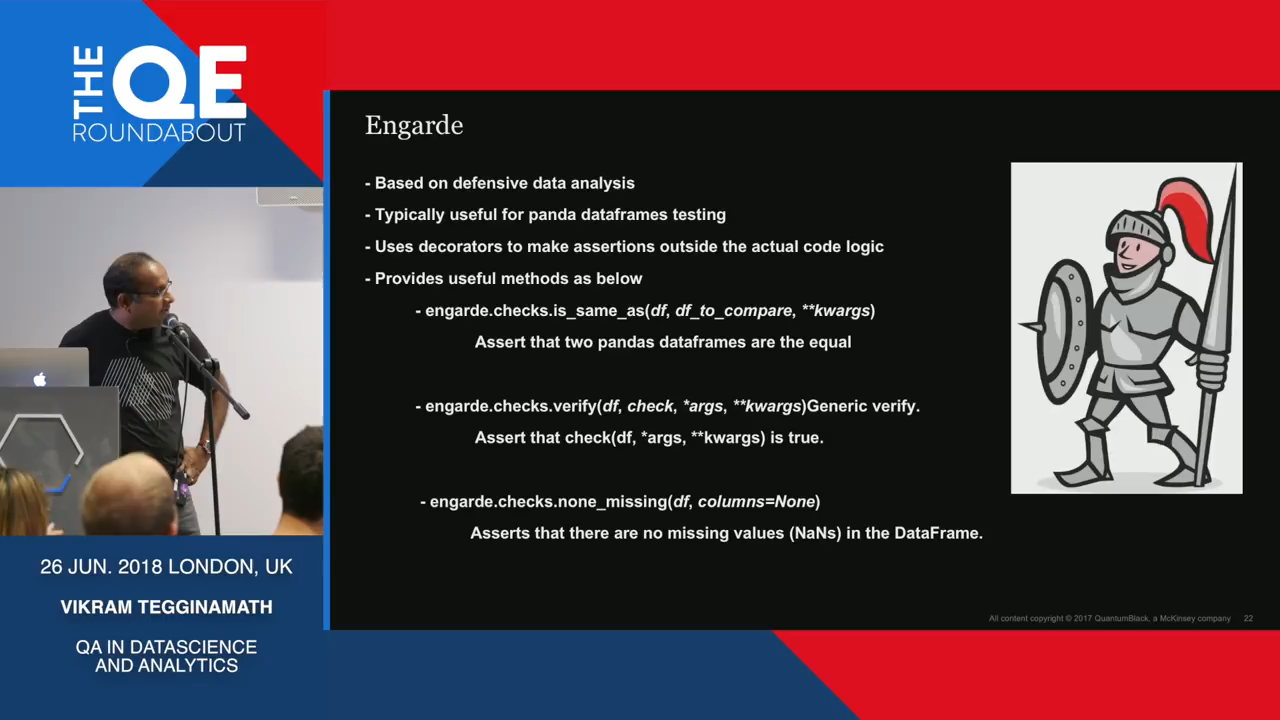 THE
QE
ROUNDABOUT
Engarde
- Based on defensive data analysis
- Typically useful for panda dataframes testing
- Uses decorators to make assertions outside the actual code logic
- Provides useful methods as below
- engarde.checks.is_same_as(df, df_to_compare, **kwargs)
Assert that two pandas dataframes are the equal
- engarde.checks.verify(df, check, *args, **kwargs)Generic verify.
Assert that check(df, *args, **kwargs) is true.
- engarde.checks.none_missing(df, columns=None)
Asserts that there are no missing values (NaNs) in the DataFrame.
All content copyright © 2017 QuantumBlack, a McKinsey company 22
26 JUN. 2018 LONDON, UK
VIKRAM TEGGINAMATH
QA IN DATASCIENCE
AND ANALYTICS